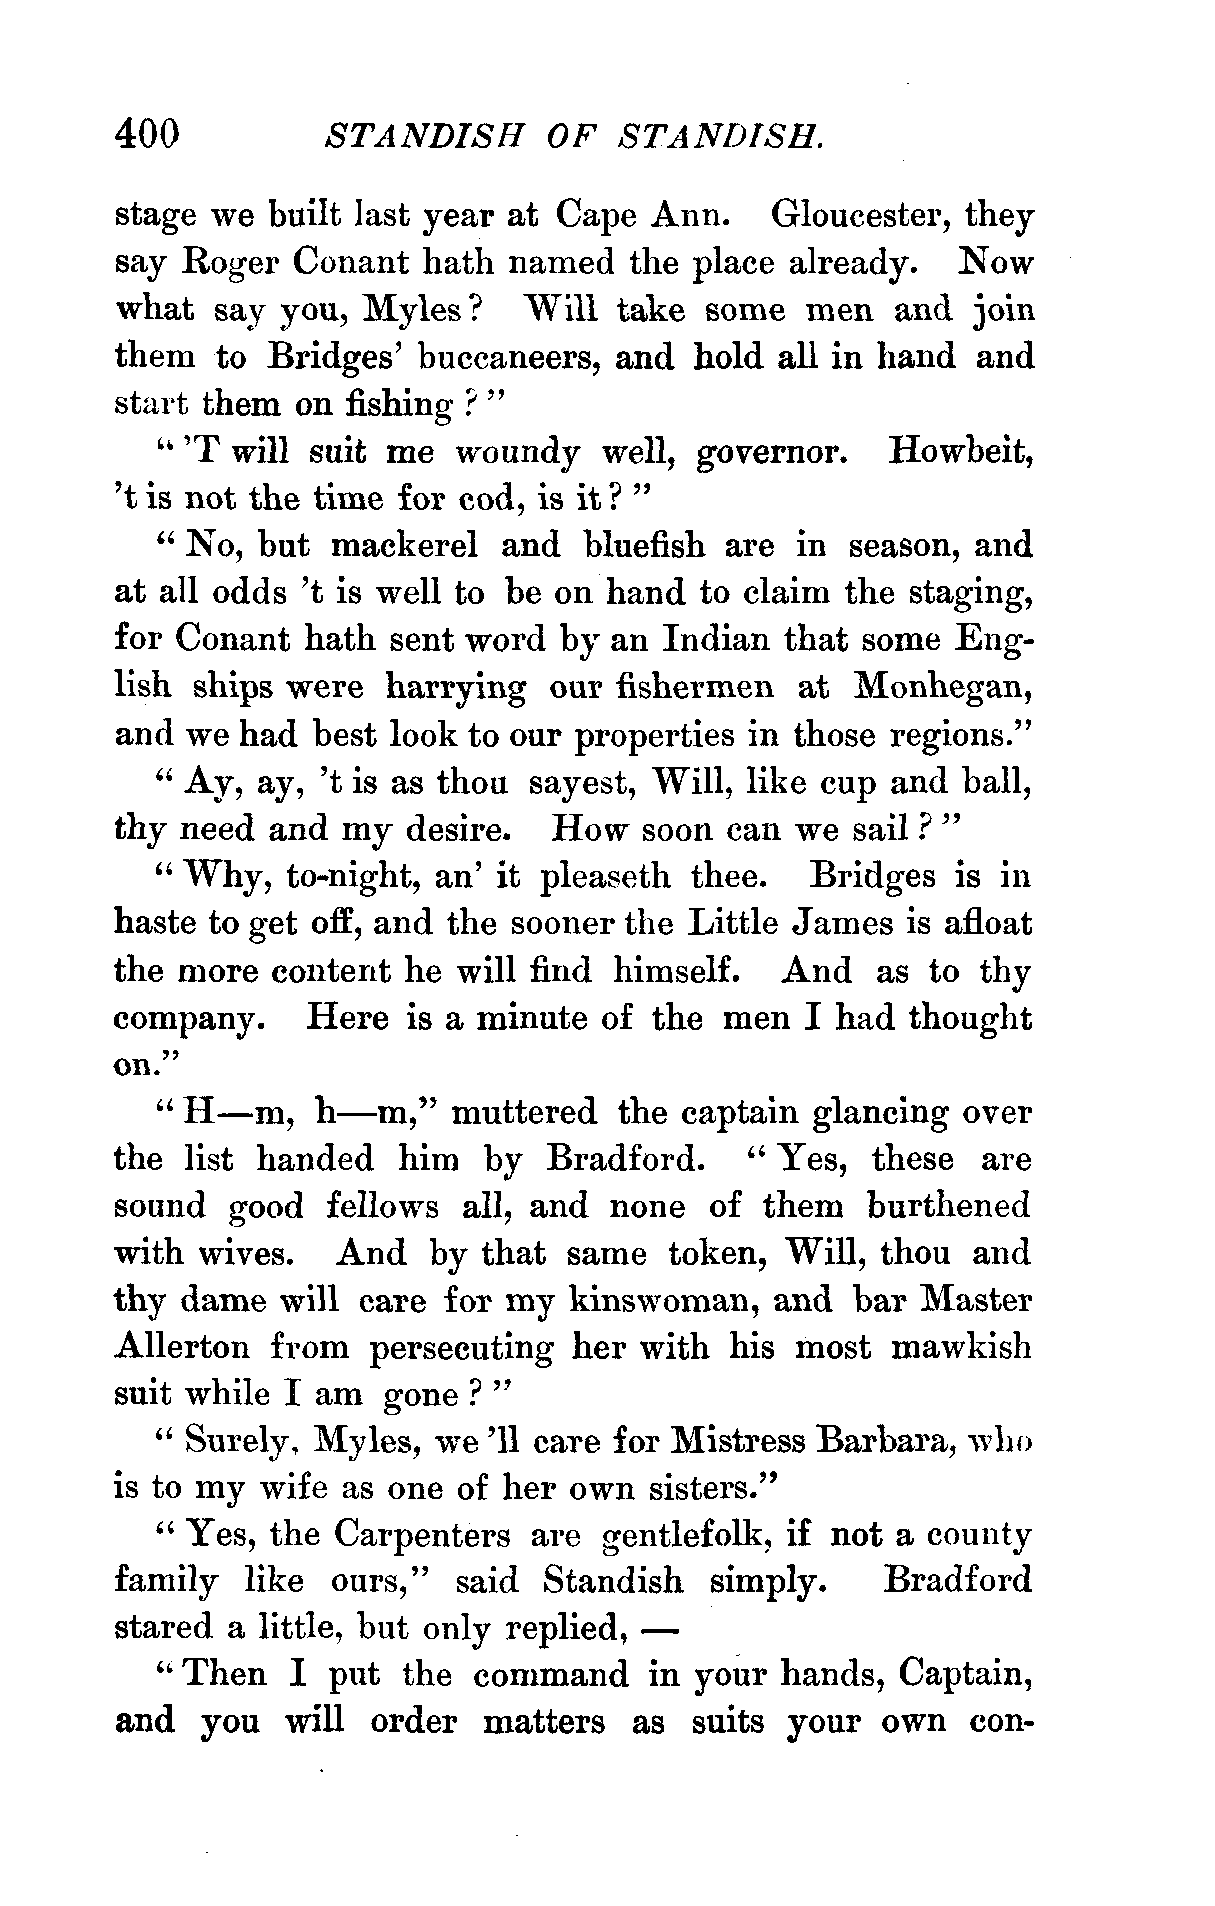 400 STANDISH OF STANDISH.
stage we built last year at Cape Ann. Gloucester, they
say Roger Conant hath named the place already. Now
what say you, Myles? Will take some men and join
them to Bridges' buccaneers, and hold all in hand and
start them on fishing?"
"'T will suit me woundy well, governor. Howbeit,
't is not the time for cod, is it?"
"No, but mackerel and bluefish are in season, and
at all odds 't is well to be on hand to claim the staging,
for Conant hath sent word by an Indian that some Eng-
lish ships were harrying our fishermen at Monhegan,
and we had best look to our properties in those regions."
"Ay, ay, 't is as thou sayest, Will, like cup and ball,
thy need and my desire. How soon can we sail?"
"Why, to-night, an' it pleaseth thee. Bridges is in
haste to get off, and the sooner the Little James is afloat
the more content he will find himself. And as to thy
company. Here is a minute of the men I had thought
on."
"H—m, h—m," muttered the captain glancing over
the list handed him by Bradford. "Yes, these are
sound good fellows all, and none of them burthened
with wives. And by that same token, Will, thou and
thy dame will care for my kinswoman, and bar Master
Allerton from persecuting her with his most mawkish
suit while I am gone?"
"Surely, Myles, we 'll care for Mistress Barbara, who
is to my wife as one of her own sisters."
"Yes, the Carpenters are gentlefolk, if not a county
family like ours," said Standish simply. Bradford
stared a little, but only replied, —
"Then I put the command in your hands, Captain,
and you will order matters as suits your own con-